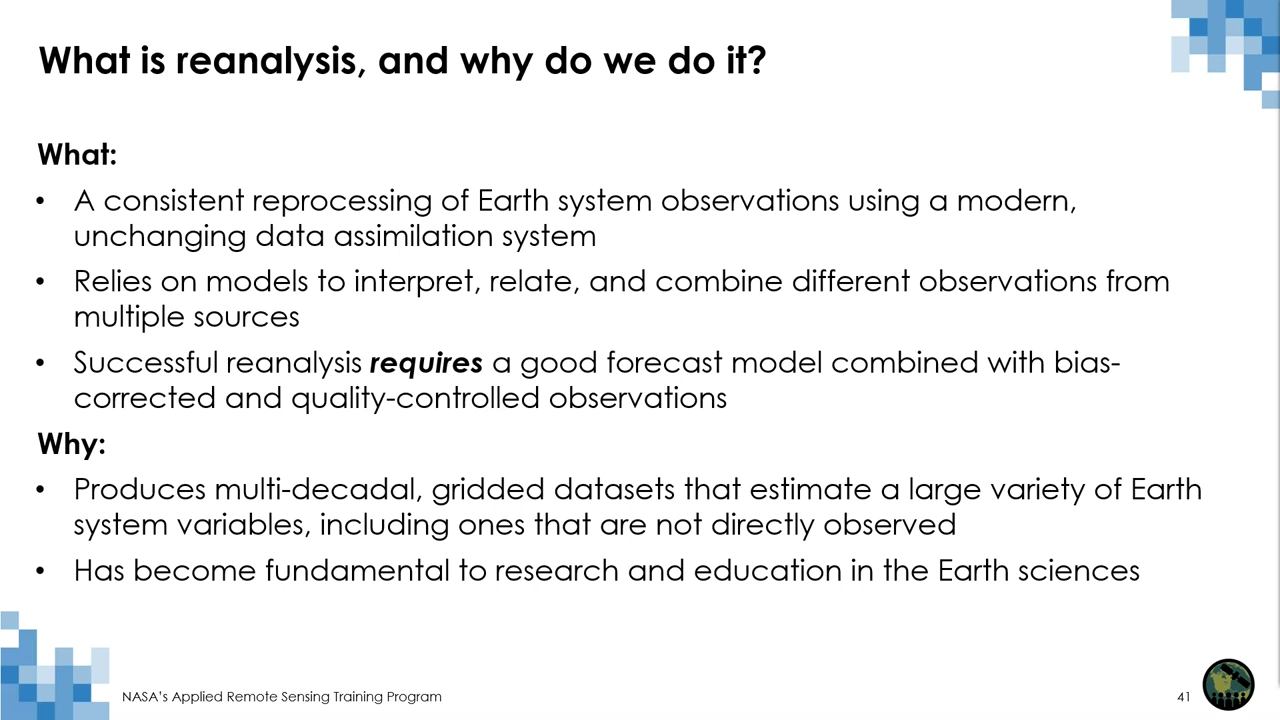 What is reanalysis, and why do we do it?
What:
• A consistent reprocessing of Earth system observations using a modern,
unchanging data assimilation system
• Relies on models to interpret, relate, and combine different observations from
multiple sources
• Successful reanalysis requires a good forecast model combined with bias-
corrected and quality-controlled observations
Why:
• Produces multi-decadal, gridded datasets that estimate a large variety of Earth
system variables, including ones that are not directly observed
• Has become fundamental to research and education in the Earth sciences
NASA's Applied Remote Sensing Training Program
41